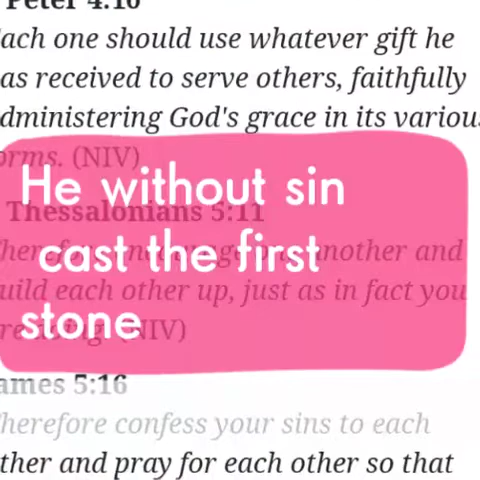 Peter 4:10
ach one should use whatever gift he
as received to serve others, faithfully
dministering God's grace in its various
orms. (NIV)
He without sin
Thessalonians 5:11
another and
cast the first
uild each other up, just as in fact you
stone
(NIV)
ames 5:16
herefore confess your sins to each
ther and pray for each other so that